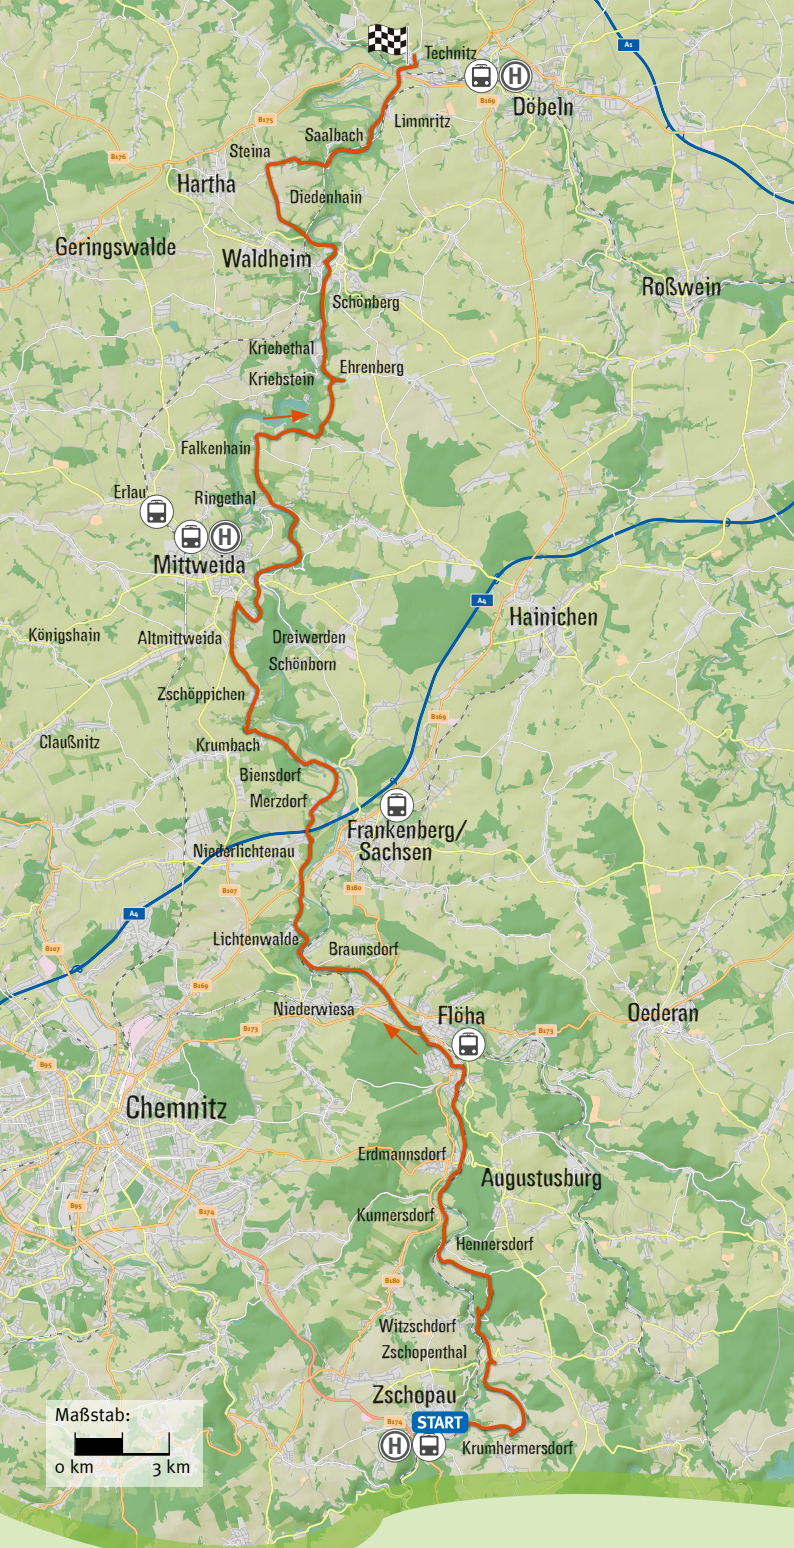 A1
Technitz
B169
Döbeln
Limmritz
B175
Saalbach
Steina
B176
Hartha
Diedenhain
Geringswalde
Waldheim
Roßwein
Schönberg
Kriebethal
Ehrenberg
Kriebstein
Falkenhain
Erlau
Ringethal
H
H
Mittweida
A4
Hainichen
Königshain
Altmittweida
Dreiwerden
Schönborn
Zschöppichen
B169
Claußnitz
Krumbach
Biensdorf
Merzdorf
Frankenberg/
Sachsen
Niederlichtenau
B107
B180
A4
Lichtenwalde
Braunsdorf
B107
B169
Niederwiesa
Flöha
Oederan
B173
B173
B95
Chemnitz
Erdmannsdorf
Augustusburg
B95
B174
Kunnersdorf
Hennersdorf
B180
Witzschdorf
Zschopenthal
Zschopau
B174
START
H
Krumhermersdorf
Maßstab:
0 km 3 km